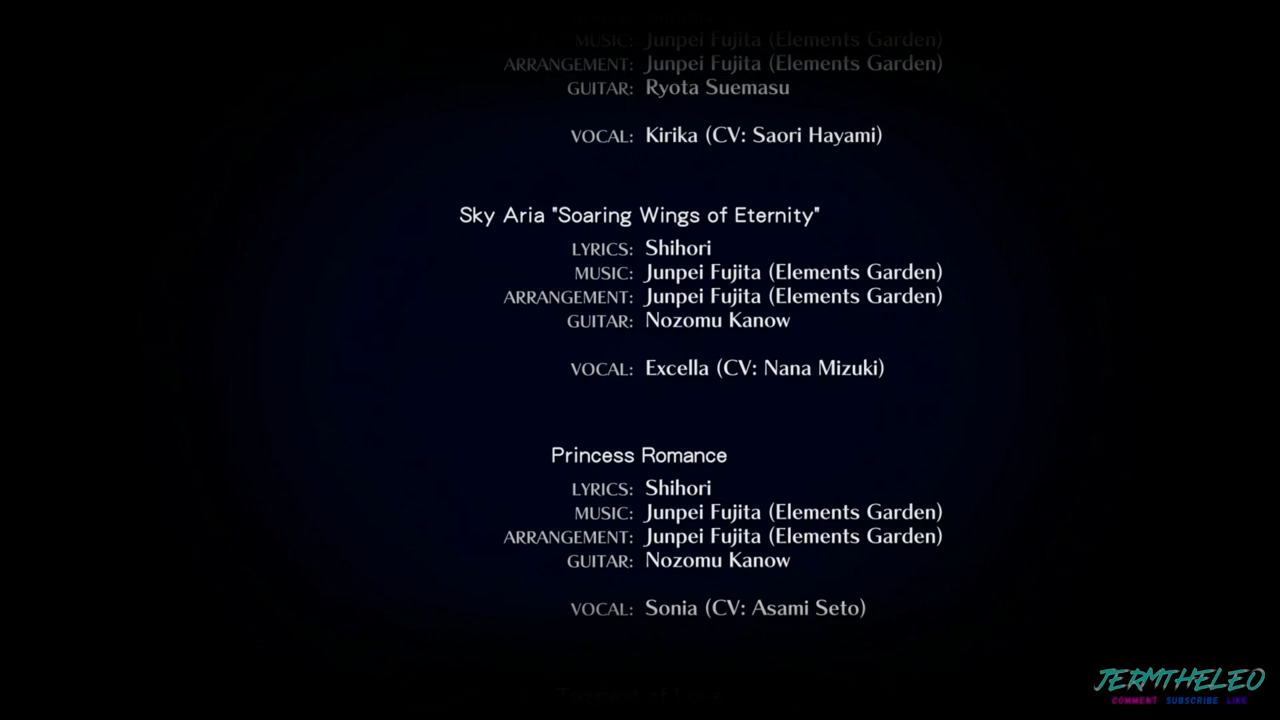 MUSIC: Junpei Fujita (Elements Garden)
ARRANGEMENT: Junpei Fujita (Elements Garden)
GUITAR: Ryota Suemasu
VOCAL: Kirika (CV: Saori Hayami)
Sky Aria "Soaring Wings of Eternity"
LYRICS: Shihori
MUSIC: Junpei Fujita (Elements Garden)
ARRANGEMENT: Junpei Fujita (Elements Garden)
GUITAR: Nozomu Kanow
VOCAL: Excella (CV: Nana Mizuki)
Princess Romance
LYRICS: Shihori
MUSIC: Junpei Fujita (Elements Garden)
ARRANGEMENT: Junpei Fujita (Elements Garden)
GUITAR: Nozomu Kanow
VOCAL: Sonia (CV: Asami Seto)
JERMTHELEO
COMMENT SUBSCRIBE LIKE